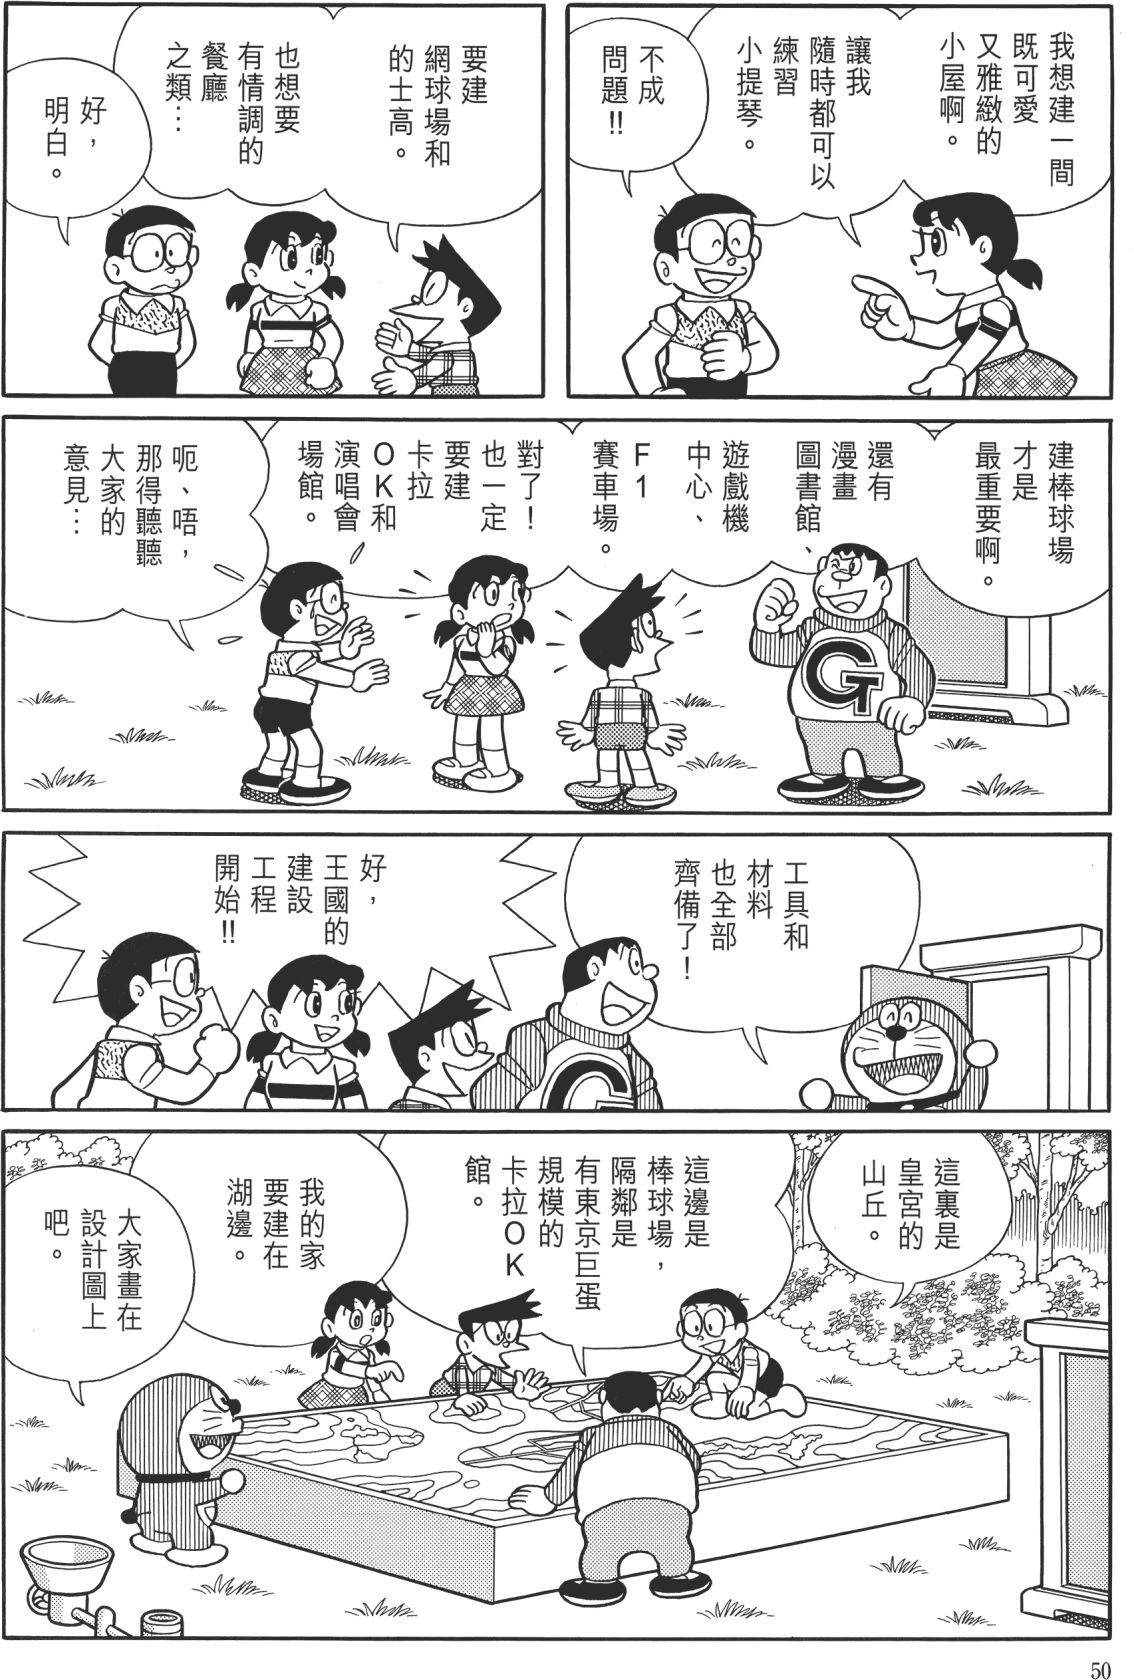 我想建一間
既可愛
又雅緻的
小屋啊。
讓我
隨時都可以
練習
小提琴。
不成
問題!!
要建
網球場和
的士高。
也想要
有情調的
餐廳
之類…
好，
明白。
建棒球場
才是
最重要啊。
還有
漫畫
圖書館、
遊戲機
中心、
F1
賽車場。
對了！
也一定
要建
卡拉
OK和
演唱會
場館。
呃、唔，
那得聽聽
大家的
意見…
工具和
材料
也全部
齊備了！
好，
王國的
建設
工程
開始!!
這裏是
皇宮的
山丘。
這邊是
棒球場，
隔鄰是
有東京巨蛋
規模的
卡拉OK
館。
我的家
要建在
湖邊。
大家畫在
設計圖上
吧。
G
G
50